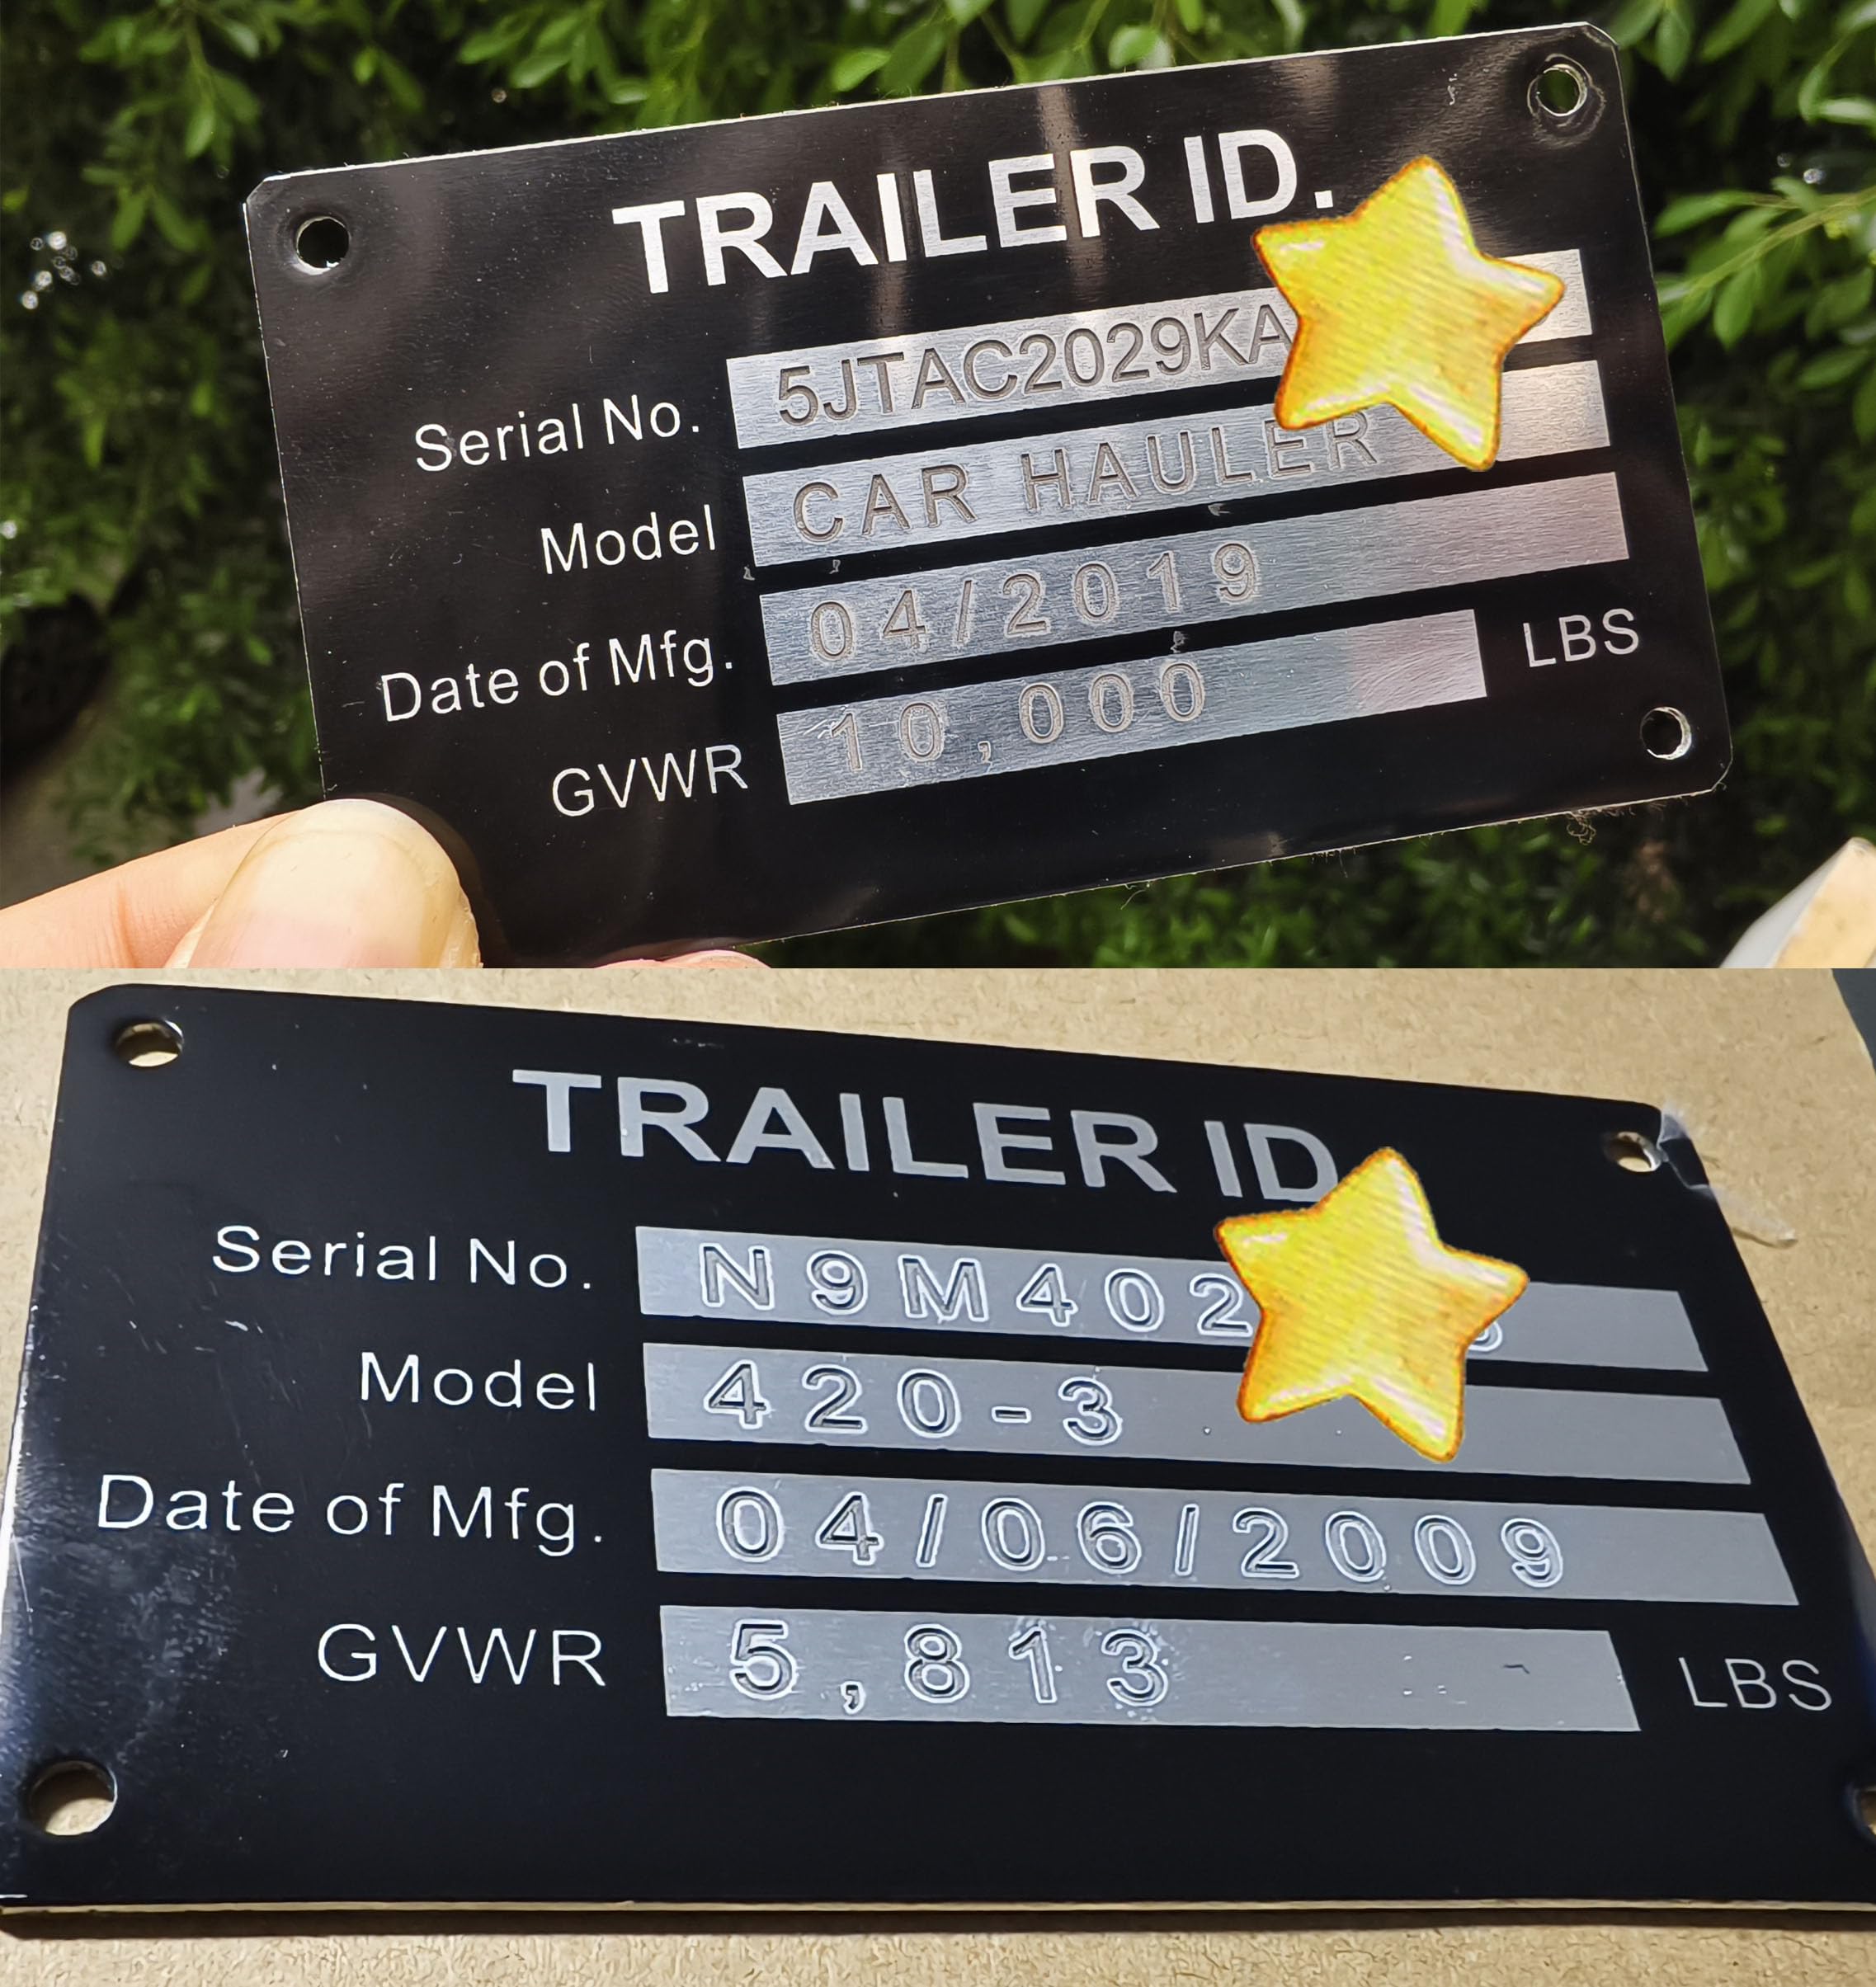 TRAILER ID.
Serial No. 5JTAC2029KA
Model CAR HAULER
Date of Mfg. 04/2019
GVWR 10,000 LBS
TRAILER ID
Serial No. N9M402
Model 420-3
Date of Mfg. 04/06/2009
GVWR 5,813 LBS